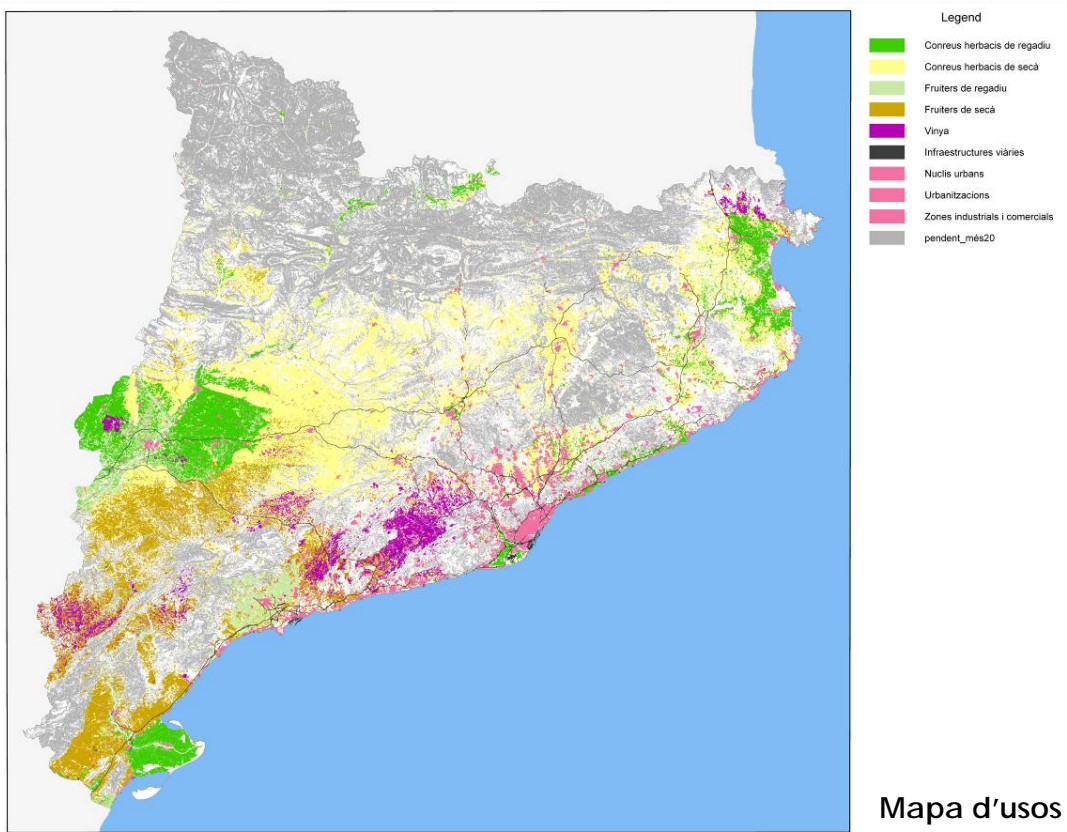 Legend
Conreus herbacis de regadiu
Conreus herbacis de secà
Fruiters de regadiu
Fruiters de secà
Vinya
Infraestructures viàries
Nuclis urbans
Urbanitzacions
Zones industrials i comercials
pendent_més20
Mapa d'usos